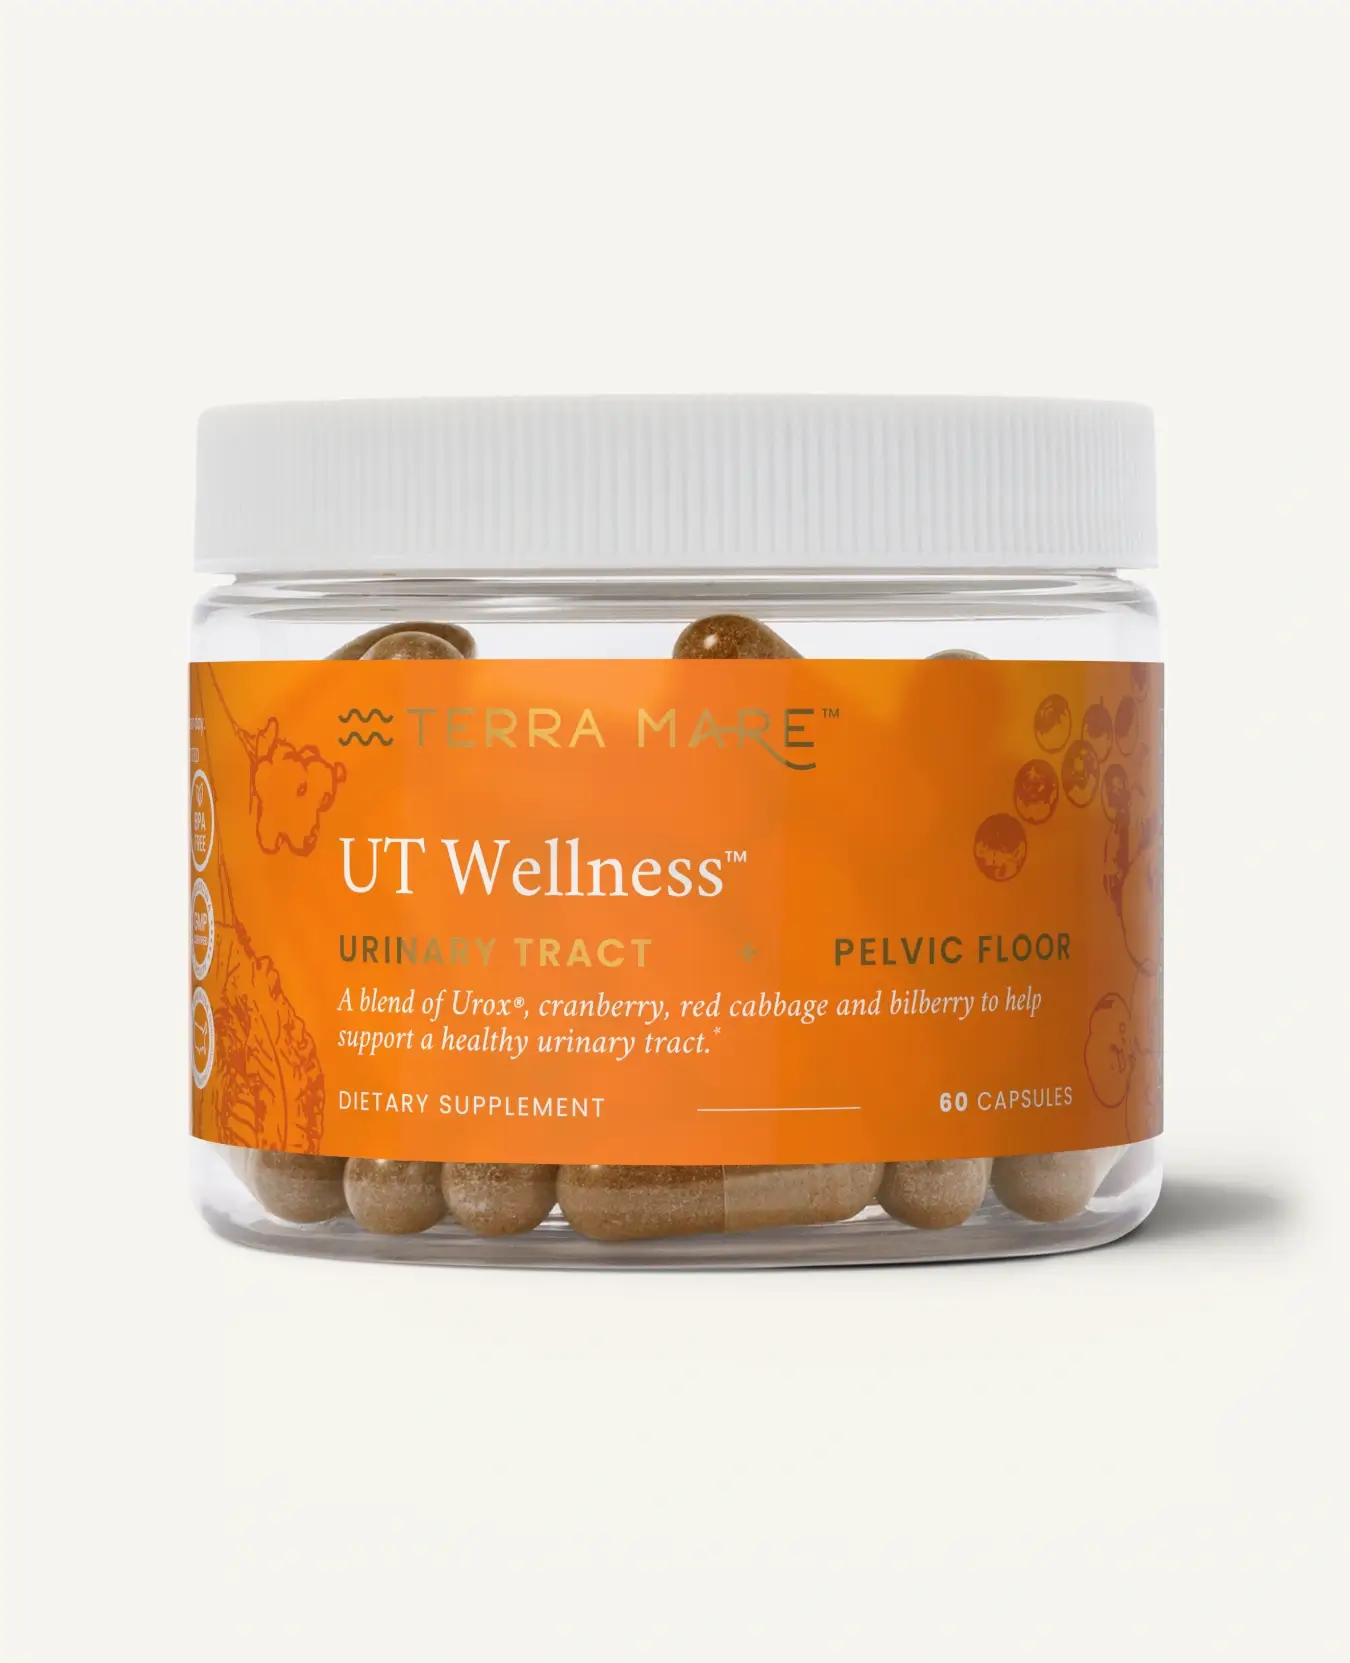 TERRA MARE™
UT Wellness™
URINARY TRACT + PELVIC FLOOR
A blend of Urox®, cranberry, red cabbage and bilberry to help
support a healthy urinary tract.*
DIETARY SUPPLEMENT
60 CAPSULES
BPA
FREE
GMP